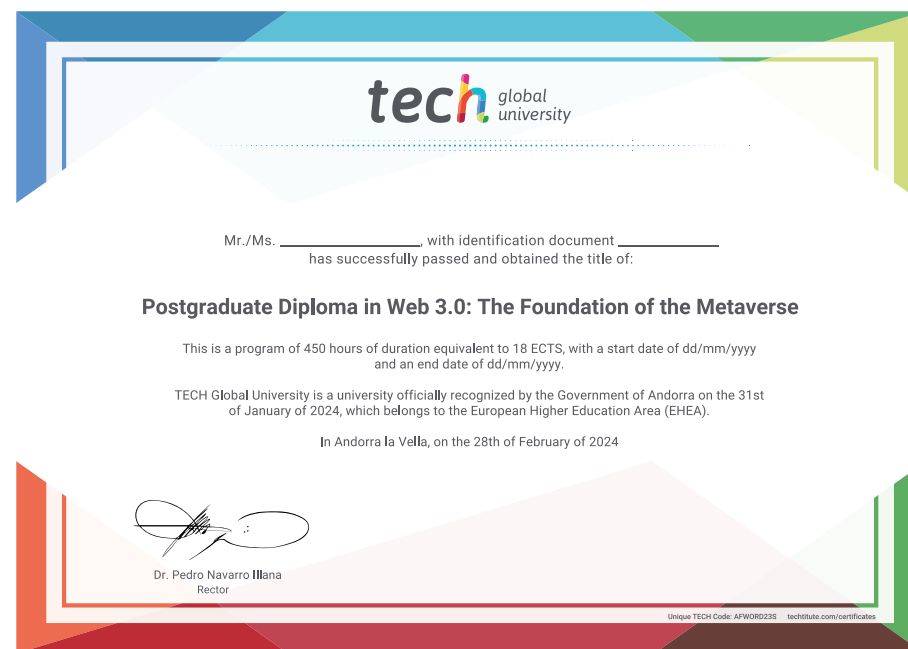 tech global university
Mr./Ms. ____________, with identification document ____________
has successfully passed and obtained the title of:
Postgraduate Diploma in Web 3.0: The Foundation of the Metaverse
This is a program of 450 hours of duration equivalent to 18 ECTS, with a start date of dd/mm/yyyy
and an end date of dd/mm/yyyy.
TECH Global University is a university officially recognized by the Government of Andorra on the 31st
of January of 2024, which belongs to the European Higher Education Area (EHEA).
In Andorra la Vella, on the 28th of February of 2024
Dr. Pedro Navarro Illana
Rector
Unique TECH Code: AFWORD23S techtitute.com/certificates